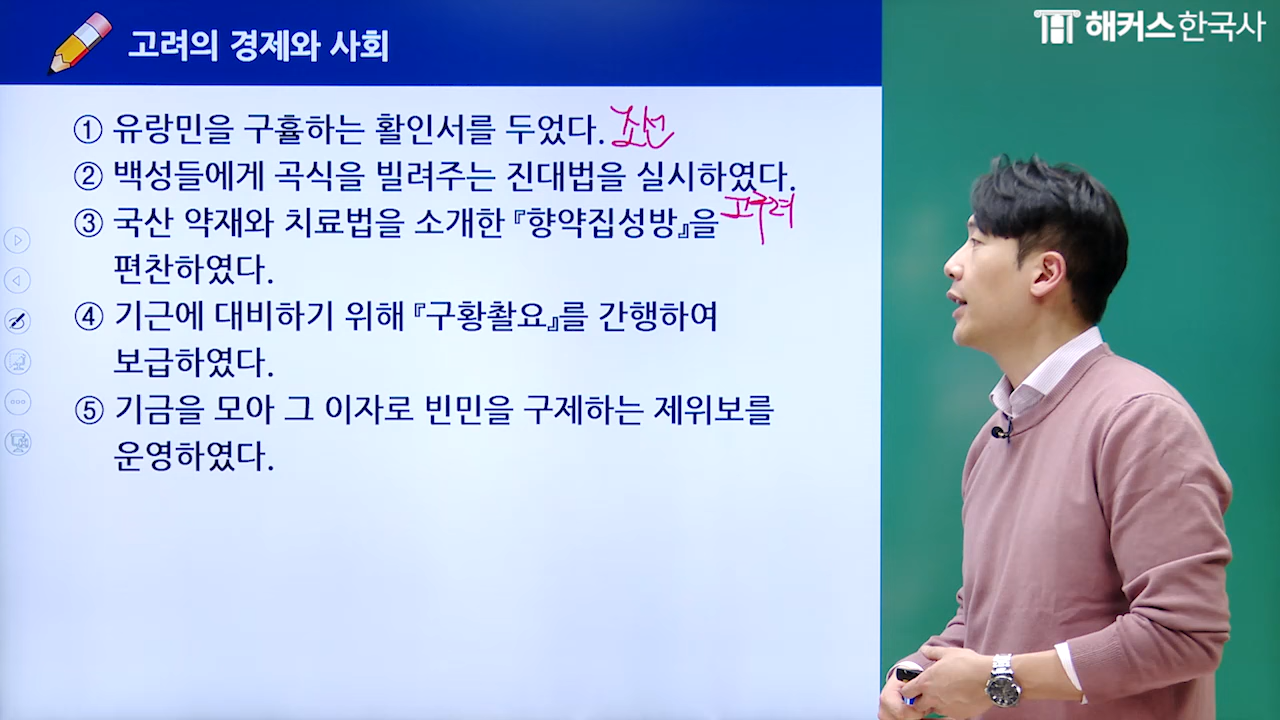 고려의 경제와 사회
해커스한국사
① 유랑민을 구휼하는 활인서를 두었다. 조선
② 백성들에게 곡식을 빌려주는 진대법을 실시하였다.
고구려
③ 국산 약재와 치료법을 소개한 『향약집성방』을
편찬하였다.
④ 기근에 대비하기 위해 『구황촬요』를 간행하여
보급하였다.
⑤ 기금을 모아 그 이자로 빈민을 구제하는 제위보를
운영하였다.